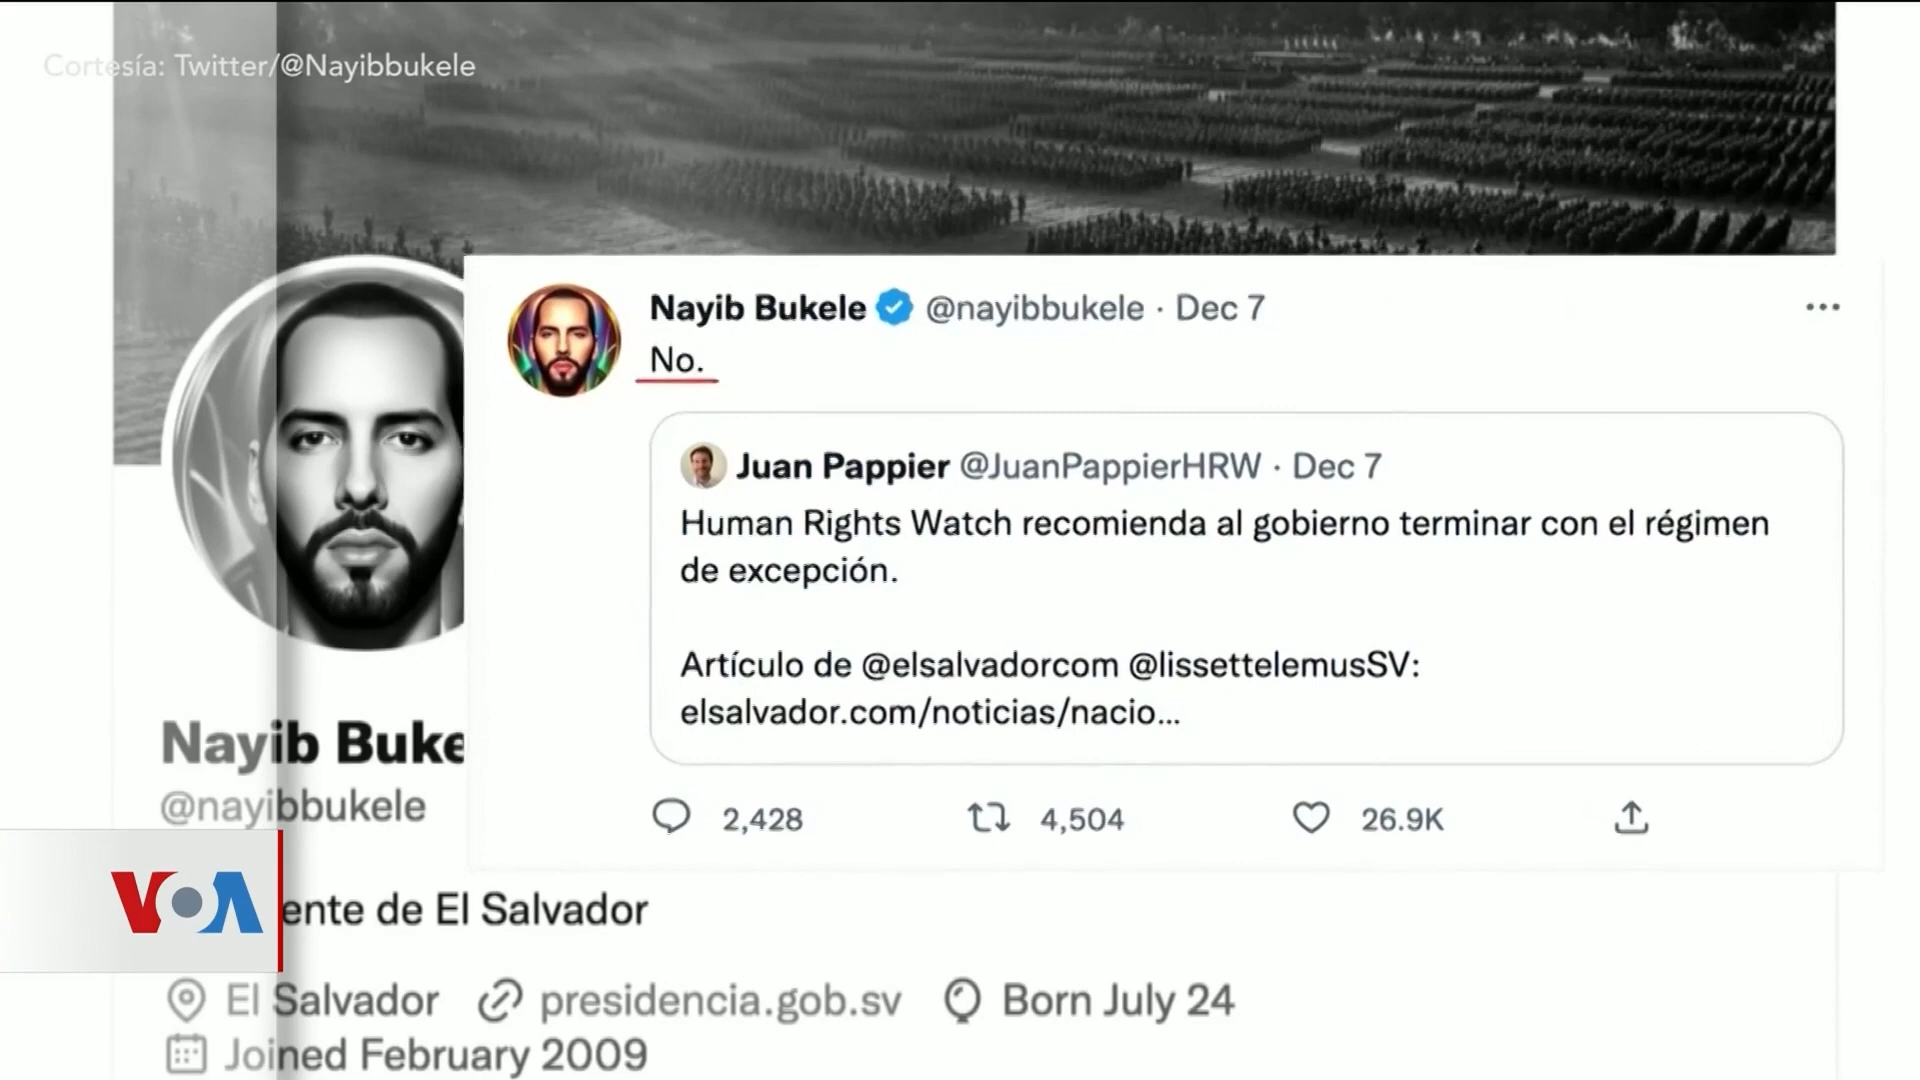 Cortesía: Twitter/@Nayibbukele
Nayib Bukele @nayibbukele · Dec 7
No.
Juan Pappier @JuanPappierHRW · Dec 7
Human Rights Watch recomienda al gobierno terminar con el régimen
de excepción.
Artículo de @elsalvadorcom @lissettelemusSV:
elsalvador.com/noticias/nacio...
2,428 4,504 26.9K
Nayib Buke
@nayibbukele
VOA
ente de El Salvador
El Salvador presidencia.gob.sv Born July 24
Joined February 2009